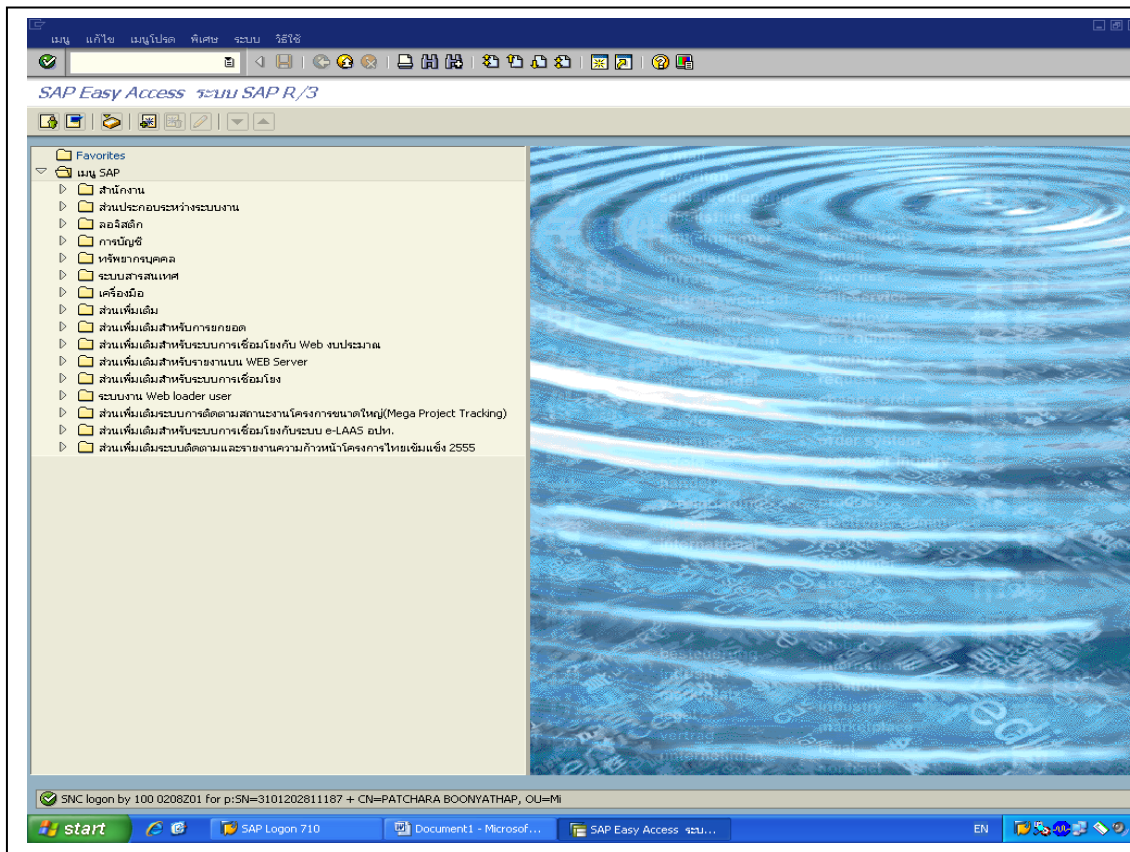 เมนู แก้ไข เมนูโปรด พิเศษ ระบบ วิธีใช้
SAP Easy Access ระบบ SAP R/3
Favorites
เมนู SAP
สำนักงาน
ส่วนประกอบระหว่างระบบงาน
ลอจิสติก
การบัญชี
ทรัพยากรบุคคล
ระบบสารสนเทศ
เครื่องมือ
ส่วนเพิ่มเติม
ส่วนเพิ่มเติมสำหรับการยกยอด
ส่วนเพิ่มเติมสำหรับระบบการเชื่อมโยงกับ Web งบประมาณ
ส่วนเพิ่มเติมสำหรับรายงานบน WEB Server
ส่วนเพิ่มเติมสำหรับระบบการเชื่อมโยง
ระบบงาน Web loader user
ส่วนเพิ่มเติมระบบการติดตามสถานะงานโครงการขนาดใหญ่(Mega Project Tracking)
ส่วนเพิ่มเติมสำหรับระบบการเชื่อมโยงกับระบบ e-LAAS อปท.
ส่วนเพิ่มเติมระบบติดตามและรายงานความก้าวหน้าโครงการไทยเข้มแข็ง 2555
part number
inventory
request
change order
order system
electronic commerce
international
besteuerung
international
taxation
industry
marketplace
legal
vertrag
SNC logon by 100 0208Z01 for p:SN=3101202811187 + CN=PATCHARA BOONYATHAP, OU=Mi
start SAP Logon 710 Document1 - Microsof... SAP Easy Access ระบ... EN